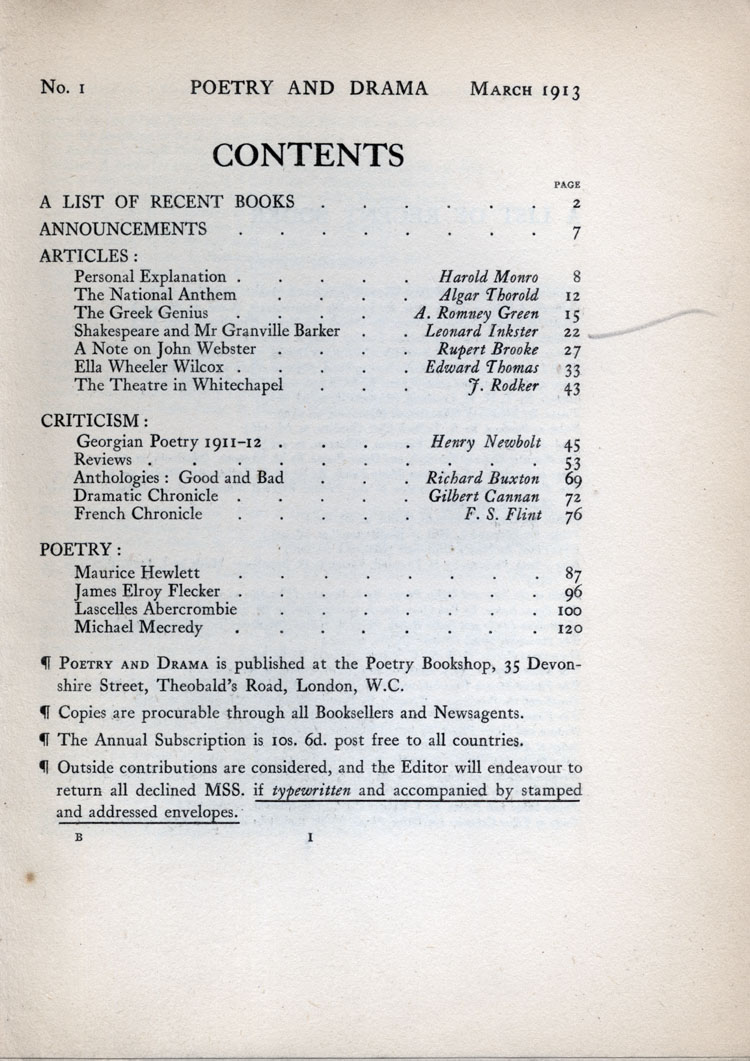 No. 1 POETRY AND DRAMA MARCH 1913
CONTENTS
PAGE
A LIST OF RECENT BOOKS . . . . . . 2
ANNOUNCEMENTS . . . . . . . . 7
ARTICLES :
Personal Explanation . . . . . Harold Monro 8
The National Anthem . . . . Algar Thorold 12
The Greek Genius . . . . . A. Romney Green 15
Shakespeare and Mr Granville Barker . . Leonard Inkster 22
A Note on John Webster . . . . Rupert Brooke 27
Ella Wheeler Wilcox . . . . . Edward Thomas 33
The Theatre in Whitechapel . . . J. Rodker 43
CRITICISM :
Georgian Poetry 1911–12 . . . . Henry Newbolt 45
Reviews . . . . . . . . . . 53
Anthologies : Good and Bad . . . Richard Buxton 69
Dramatic Chronicle . . . . . Gilbert Cannan 72
French Chronicle . . . . . F. S. Flint 76
POETRY :
Maurice Hewlett . . . . . . . . 87
James Elroy Flecker . . . . . . . . 96
Lascelles Abercrombie . . . . . . . 100
Michael Mecredy . . . . . . . . 120
¶ POETRY AND DRAMA is published at the Poetry Bookshop, 35 Devon-
shire Street, Theobald's Road, London, W.C.
¶ Copies are procurable through all Booksellers and Newsagents.
¶ The Annual Subscription is 10s. 6d. post free to all countries.
¶ Outside contributions are considered, and the Editor will endeavour to
return all declined MSS. if typewritten and accompanied by stamped
and addressed envelopes.
B 1